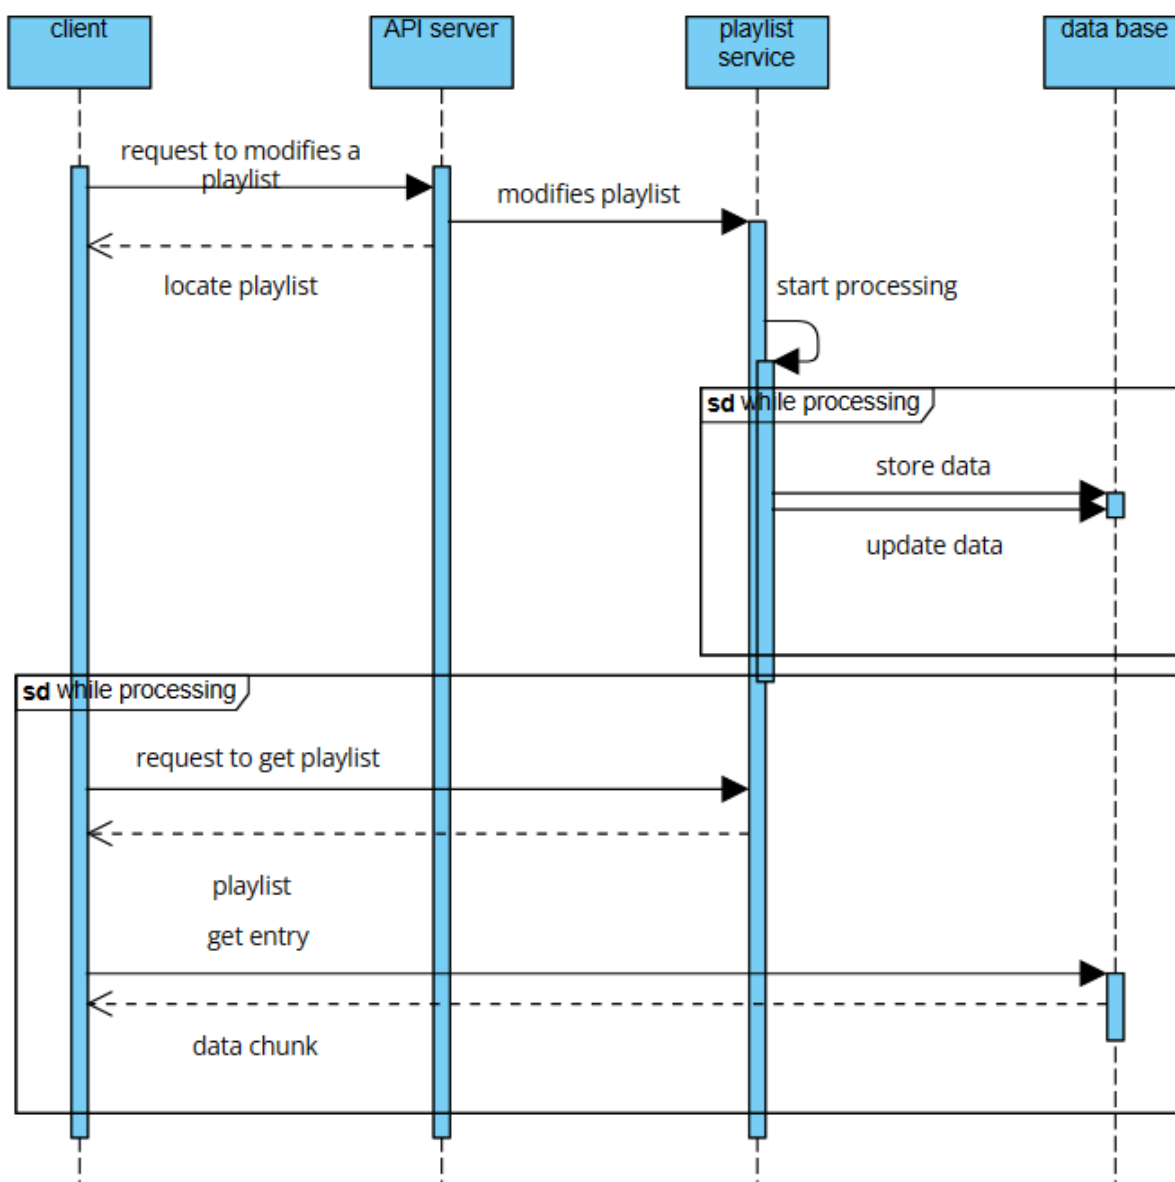 client
API server
playlist
service
data base
request to modifies a
playlist
modifies playlist
locate playlist
start processing
sd while processing
store data
update data
sd while processing
request to get playlist
playlist
get entry
data chunk